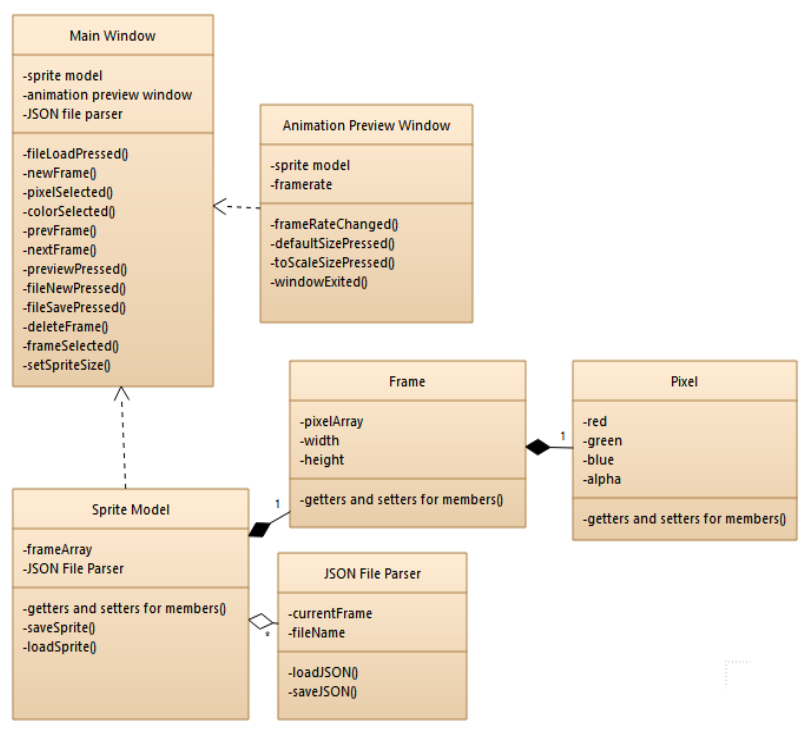 Main Window
-sprite model
-animation preview window
-JSON file parser
-fileLoadPressed()
-newFrame()
-pixelSelected()
-colorSelected()
-prevFrame()
-nextFrame()
-previewPressed()
-fileNewPressed()
-fileSavePressed()
-deleteFrame()
-frameSelected()
-setSpriteSize()
Animation Preview Window
-sprite model
-framerate
-frameRateChanged()
-defaultSizePressed()
-toScaleSizePressed()
-windowExited()
Frame
-pixelArray
-width
-height
-getters and setters for members()
1
Pixel
-red
-green
-blue
-alpha
-getters and setters for members()
Sprite Model
-frameArray
-JSON File Parser
-getters and setters for members()
-saveSprite()
-loadSprite()
1
*
JSON File Parser
-currentFrame
-fileName
-loadJSON()
-saveJSON()